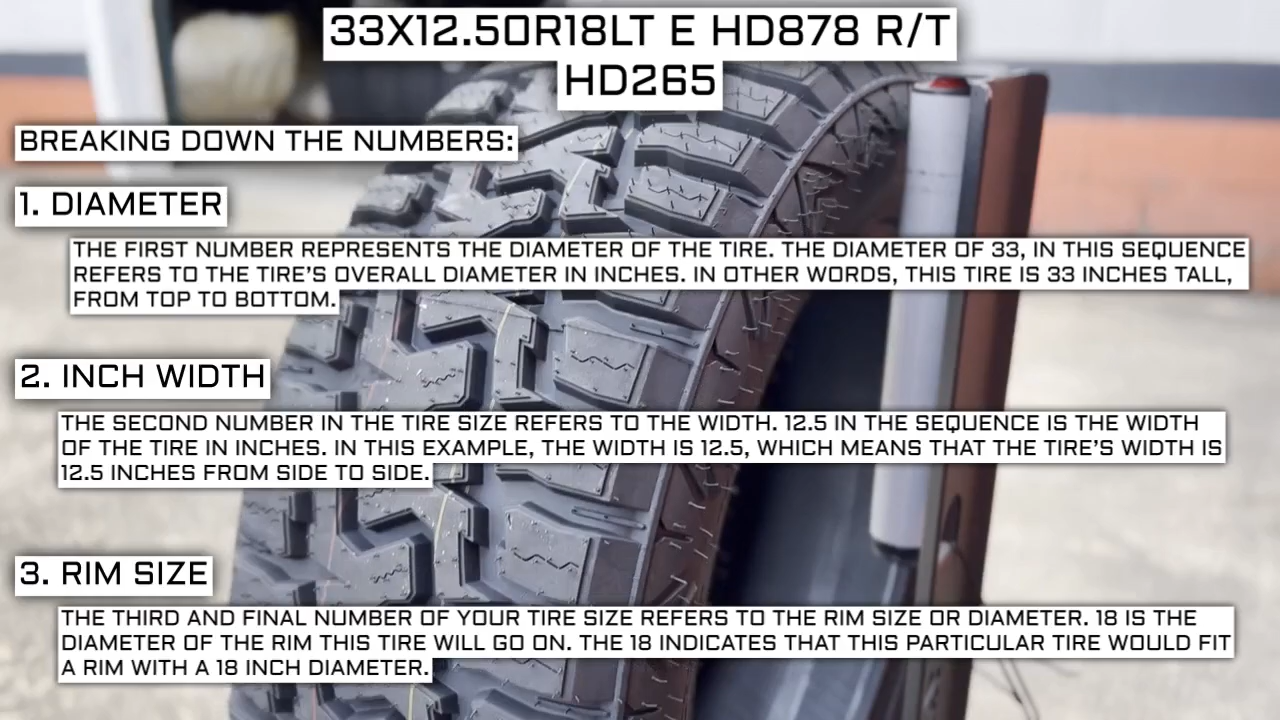 33X12.50R18LT E HD878 R/T
HD265
BREAKING DOWN THE NUMBERS:
1. DIAMETER
THE FIRST NUMBER REPRESENTS THE DIAMETER OF THE TIRE. THE DIAMETER OF 33, IN THIS SEQUENCE
REFERS TO THE TIRE'S OVERALL DIAMETER IN INCHES. IN OTHER WORDS, THIS TIRE IS 33 INCHES TALL,
FROM TOP TO BOTTOM.
2. INCH WIDTH
THE SECOND NUMBER IN THE TIRE SIZE REFERS TO THE WIDTH. 12.5 IN THE SEQUENCE IS THE WIDTH
OF THE TIRE IN INCHES. IN THIS EXAMPLE, THE WIDTH IS 12.5, WHICH MEANS THAT THE TIRE'S WIDTH IS
12.5 INCHES FROM SIDE TO SIDE.
3. RIM SIZE
THE THIRD AND FINAL NUMBER OF YOUR TIRE SIZE REFERS TO THE RIM SIZE OR DIAMETER. 18 IS THE
DIAMETER OF THE RIM THIS TIRE WILL GO ON. THE 18 INDICATES THAT THIS PARTICULAR TIRE WOULD FIT
A RIM WITH A 18 INCH DIAMETER.